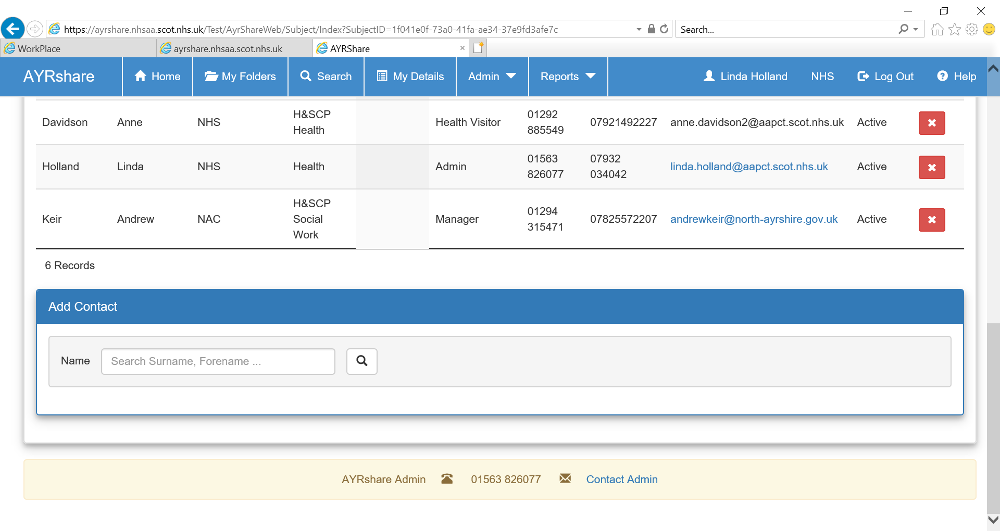 https://ayrshare.nhsaa.scot.nhs.uk/Test/AyrShareWeb/Subject/Index?SubjectID=1f041e0f-73a0-41fa-ae34-37e9fd3afe7c
Search...
WorkPlace
ayrshare.nhsaa.scot.nhs.uk
AYRShare
AYRshare
Home
My Folders
Search
My Details
Admin
Reports
Linda Holland
NHS
Log Out
Help
Davidson
Anne
NHS
H&SCP
Health
Health Visitor
01292
885549
07921492227
anne.davidson2@aapct.scot.nhs.uk
Active
Holland
Linda
NHS
Health
Admin
01563
826077
07932
034042
linda.holland@aapct.scot.nhs.uk
Active
Keir
Andrew
NAC
H&SCP
Social
Work
Manager
01294
315471
07825572207
andrewkeir@north-ayrshire.gov.uk
Active
6 Records
Add Contact
Name
Search Surname, Forename ...
AYRshare Admin
01563 826077
Contact Admin